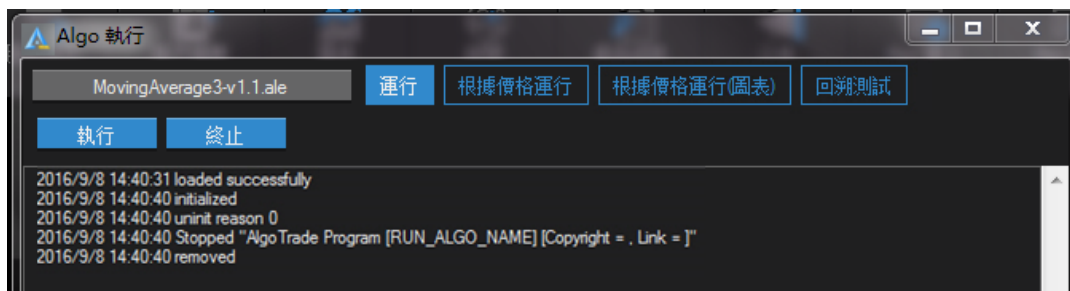 Algo 執行
MovingAverage3-v1.1.ale 運行 根據價格運行 根據價格運行(圖表) 回溯測試
執行 終止
2016/9/8 14:40:31 loaded successfully
2016/9/8 14:40:40 initialized
2016/9/8 14:40:40 uninit reason 0
2016/9/8 14:40:40 Stopped "AlgoTrade Program [RUN_ALGO_NAME] [Copyright = , Link = ]"
2016/9/8 14:40:40 removed